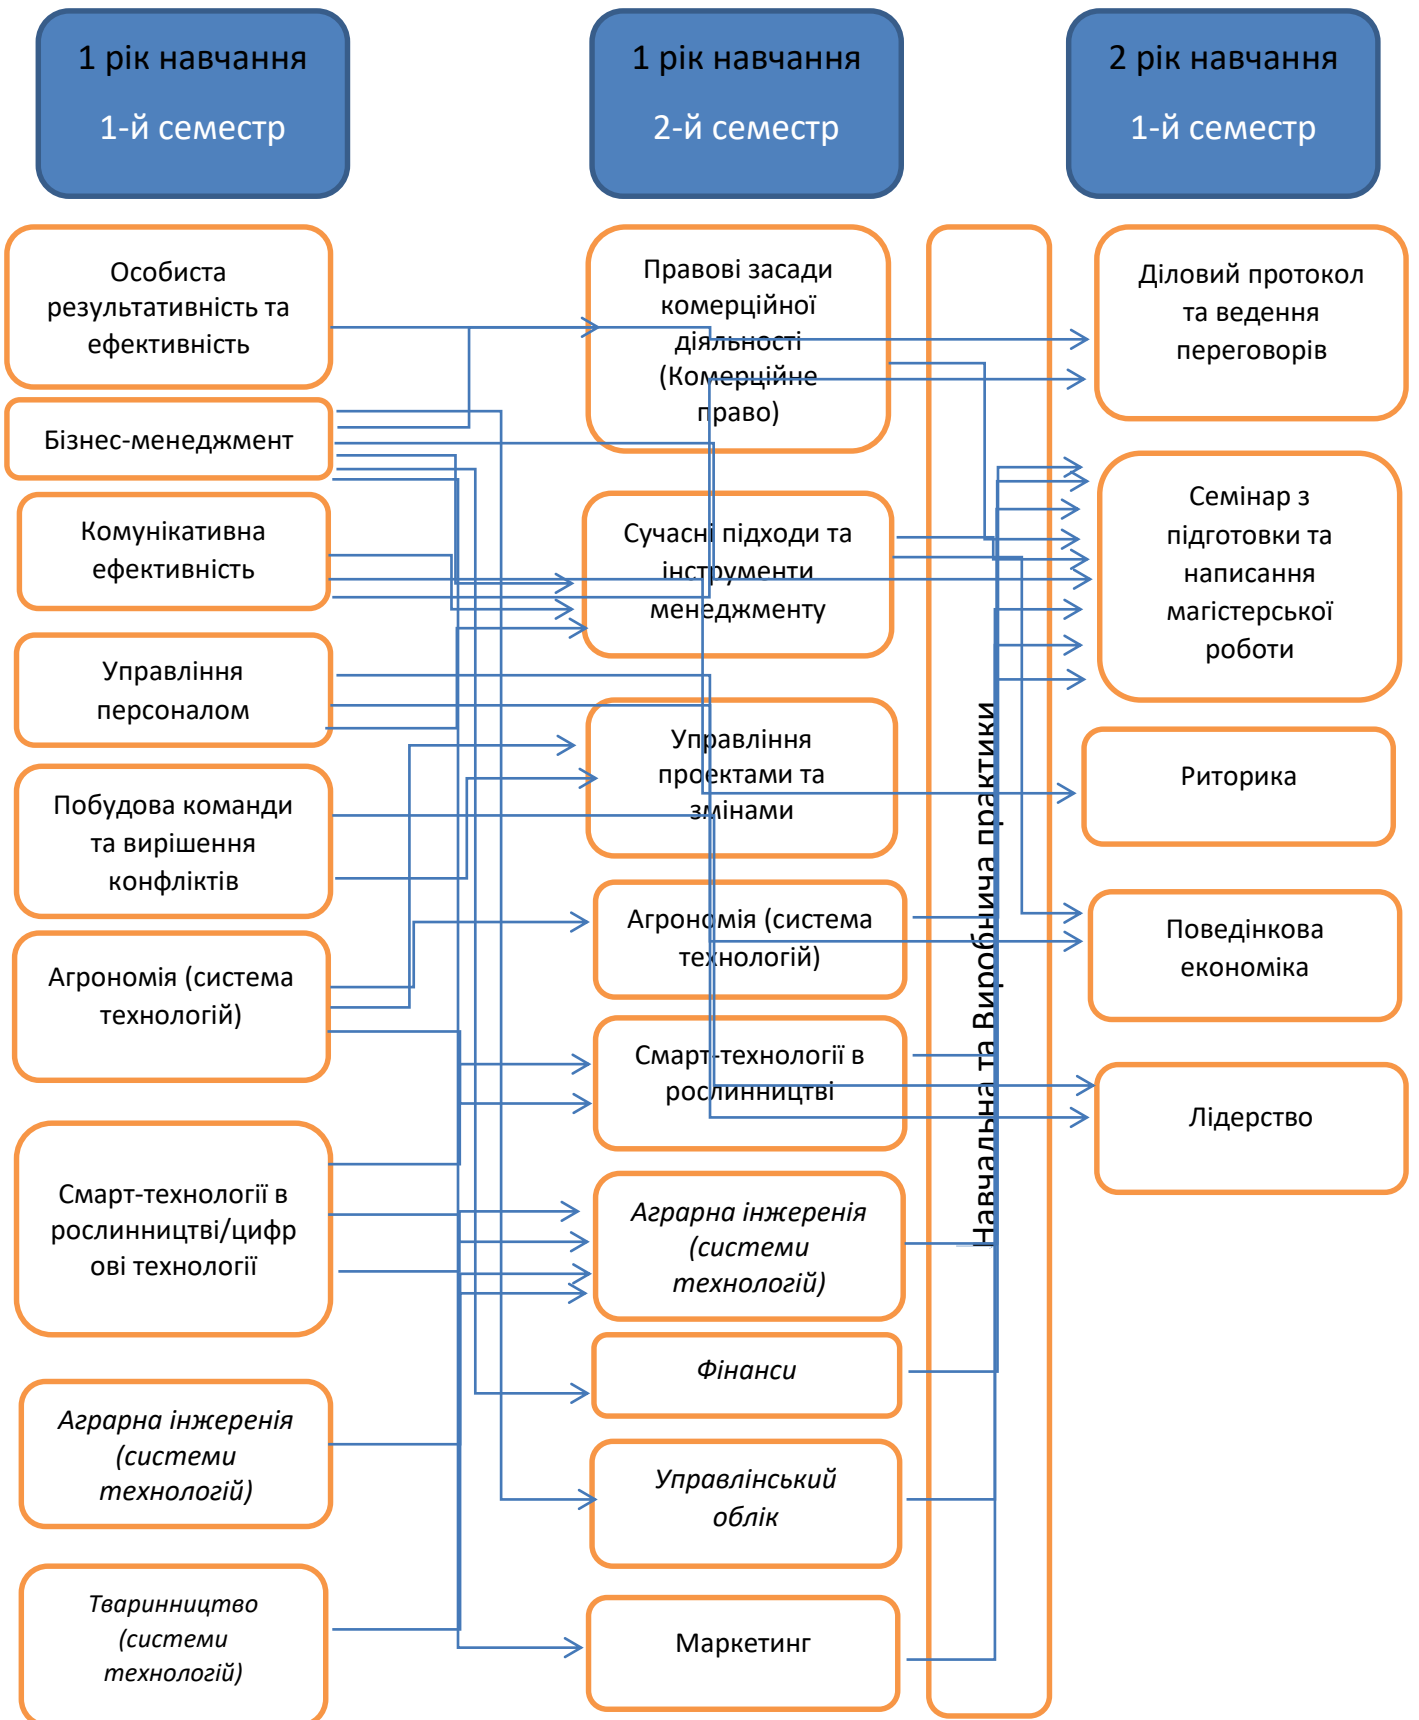 1 рік навчання
1-й семестр
1 рік навчання
2-й семестр
2 рік навчання
1-й семестр
Особиста
результативність та
ефективність
Бізнес-менеджмент
Комунікативна
ефективність
Управління
персоналом
Побудова команди
та вирішення
конфліктів
Агрономія (система
технологій)
Смарт-технології в
рослинництві/цифр
ові технології
Аграрна інжеренія
(системи
технологій)
Тваринництво
(системи
технологій)
Правові засади
комерційної
діяльності
(Комерційне
право)
Сучасні підходи та
інструменти
менеджменту
Управління
проектами та
змінами
Агрономія (система
технологій)
Смарт-технології в
рослинництві
Аграрна інжеренія
(системи
технологій)
Фінанси
Управлінський
облік
Маркетинг
Навчальна та Виробнича практики
Діловий протокол
та ведення
переговорів
Семінар з
підготовки та
написання
магістерської
роботи
Риторика
Поведінкова
економіка
Лідерство